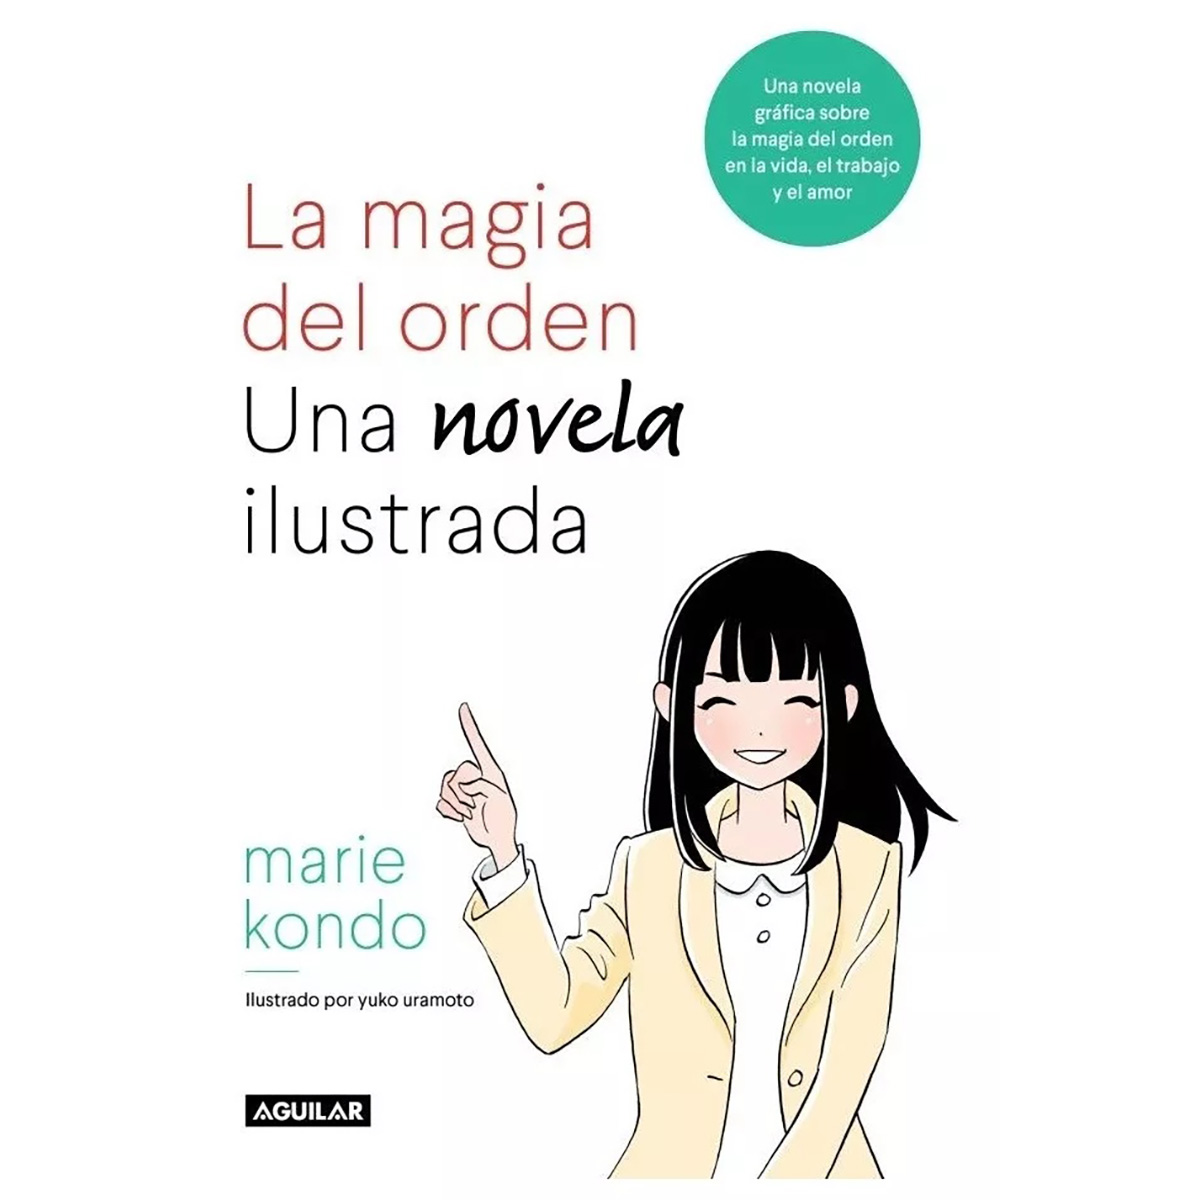 Una novela
gráfica sobre
la magia del orden
en la vida, el trabajo
y el amor
La magia
del orden
Una novela
ilustrada
marie
kondo
Ilustrado por yuko uramoto
AGUILAR